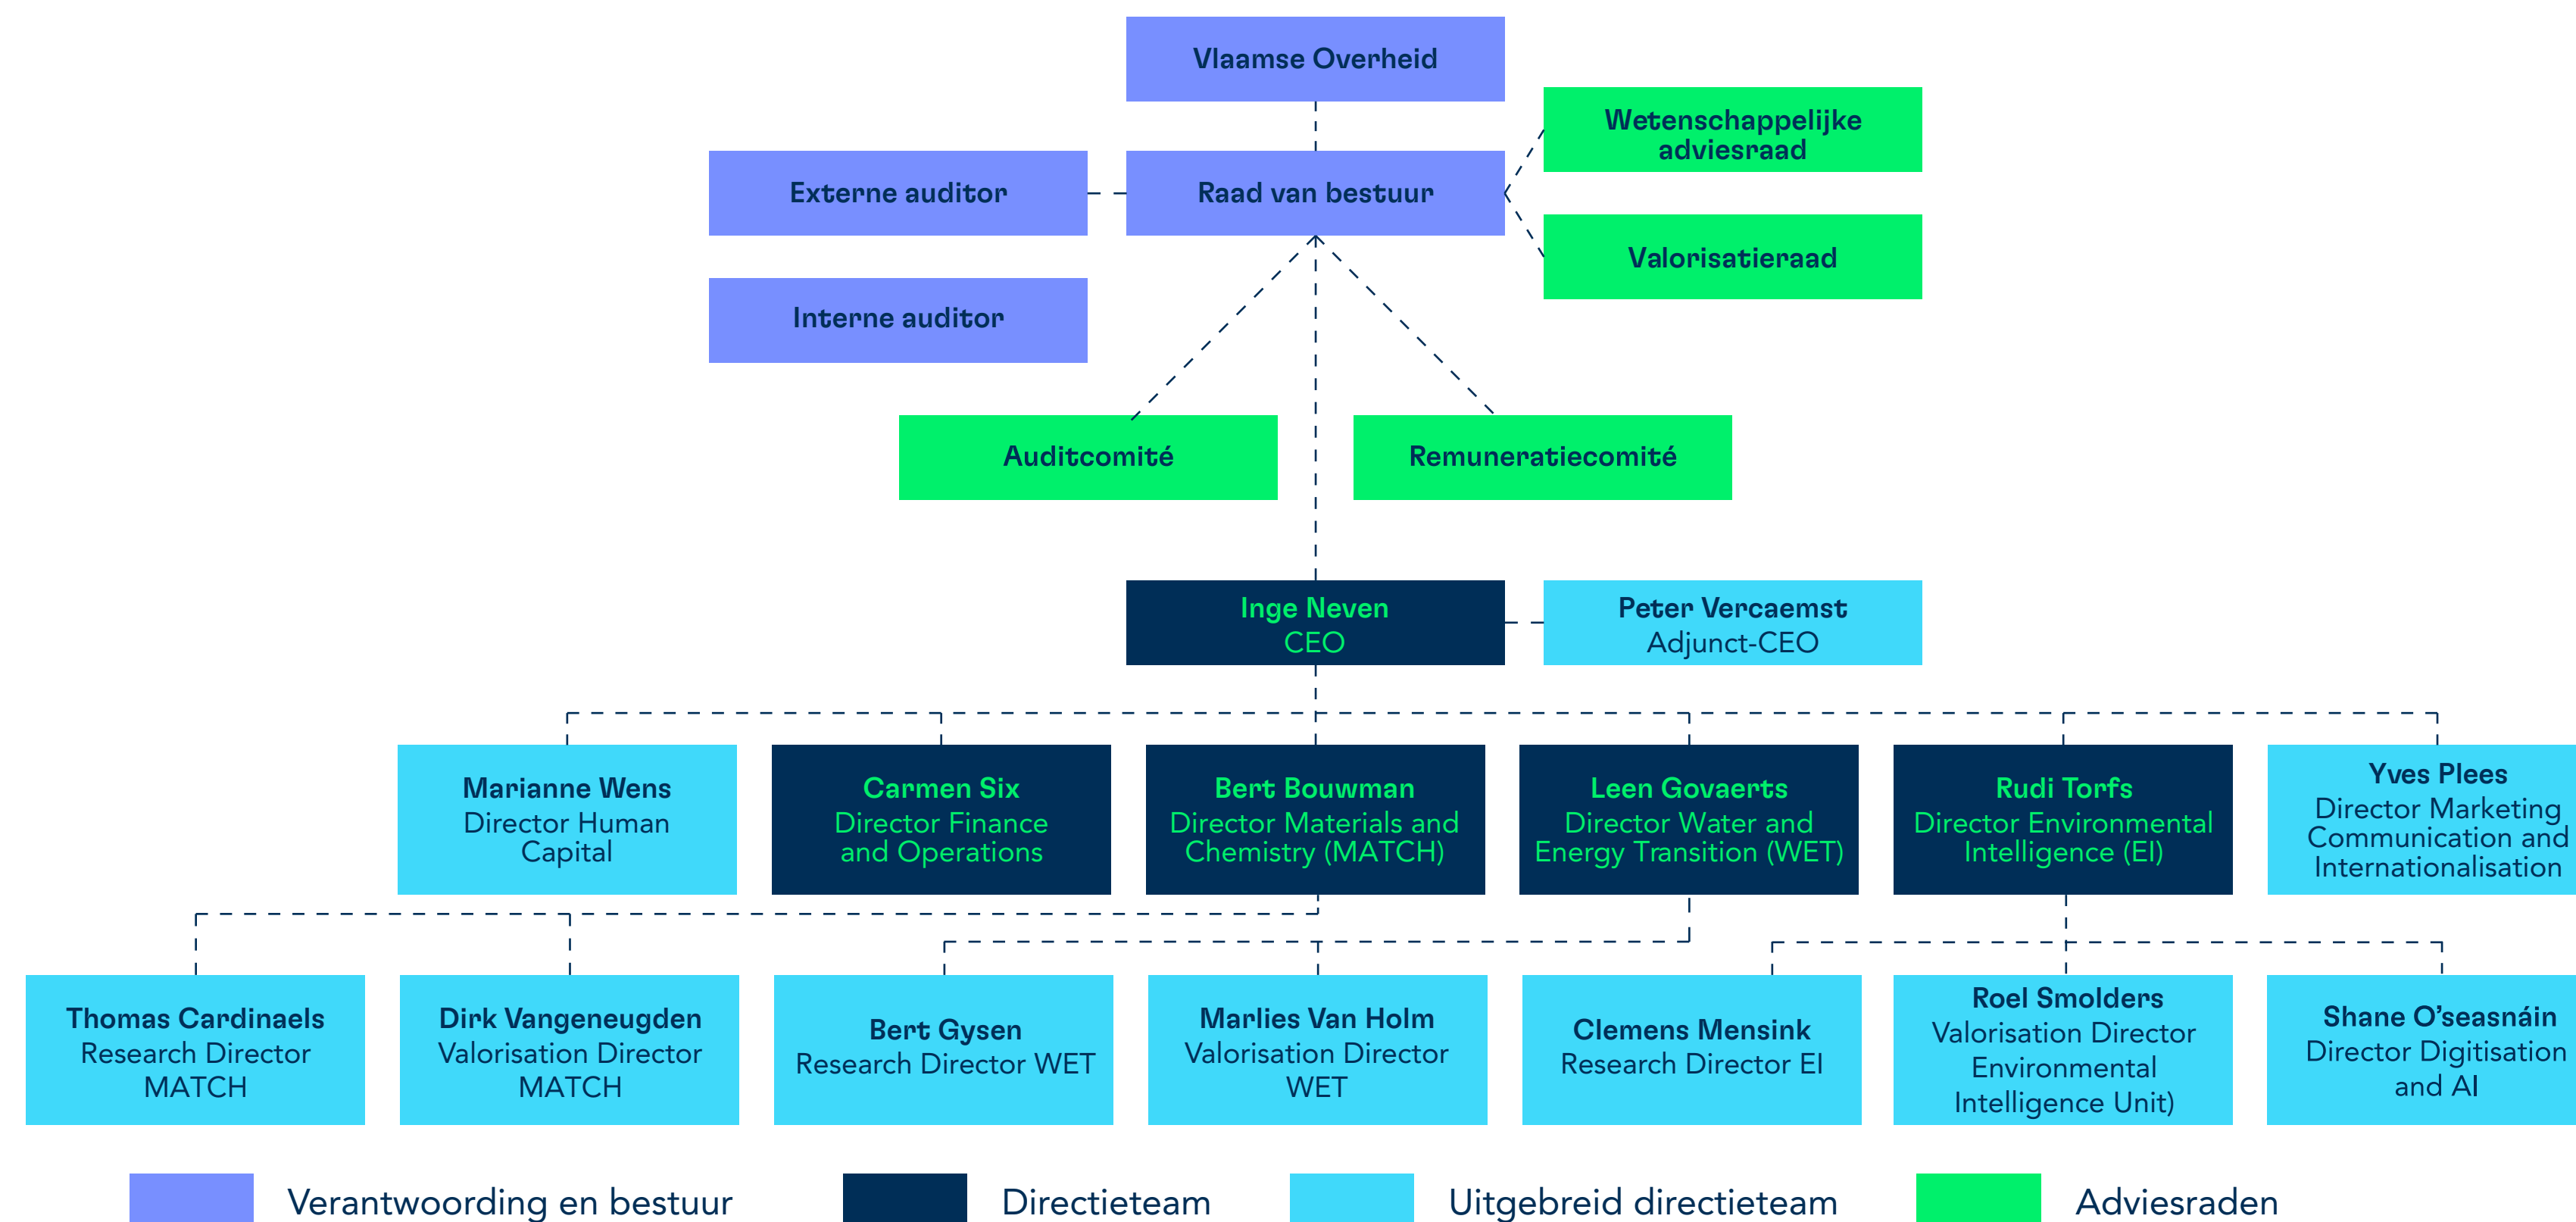 Vlaamse Overheid
Wetenschappelijke
adviesraad
Externe auditor
Raad van bestuur
Valorisatieraad
Interne auditor
Auditcomité
Remuneratiecomité
Inge Neven
CEO
Peter Vercaemst
Adjunct-CEO
Marianne Wens
Director Human
Capital
Carmen Six
Director Finance
and Operations
Bert Bouwman
Director Materials and
Chemistry (MATCH)
Leen Govaerts
Director Water and
Energy Transition (WET)
Rudi Torfs
Director Environmental
Intelligence (EI)
Yves Plees
Director Marketing
Communication and
Internationalisation
Thomas Cardinaels
Research Director
MATCH
Dirk Vangeneugden
Valorisation Director
MATCH
Bert Gysen
Research Director WET
Marlies Van Holm
Valorisation Director
WET
Clemens Mensink
Research Director EI
Roel Smolders
Valorisation Director
Environmental
Intelligence Unit)
Shane O’seasnáin
Director Digitisation
and AI
Verantwoording en bestuur
Directieteam
Uitgebreid directieteam
Adviesraden